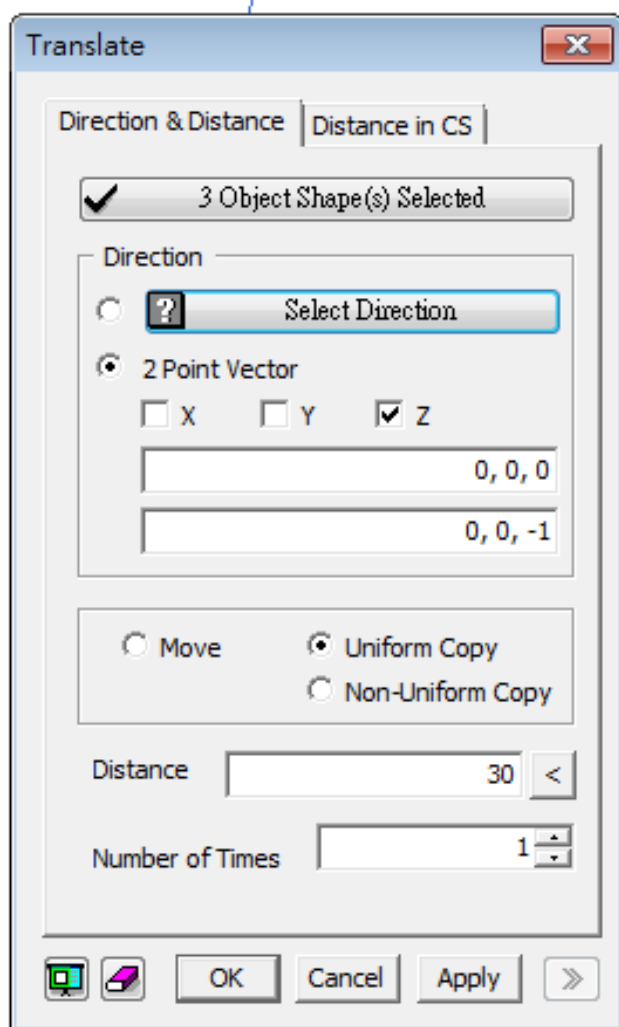 Translate
Direction & Distance
Distance in CS
3 Object Shape(s) Selected
Direction
? Select Direction
2 Point Vector
X Y Z
0, 0, 0
0, 0, -1
Move
Uniform Copy
Non-Uniform Copy
Distance 30 <
Number of Times 1
OK Cancel Apply >>